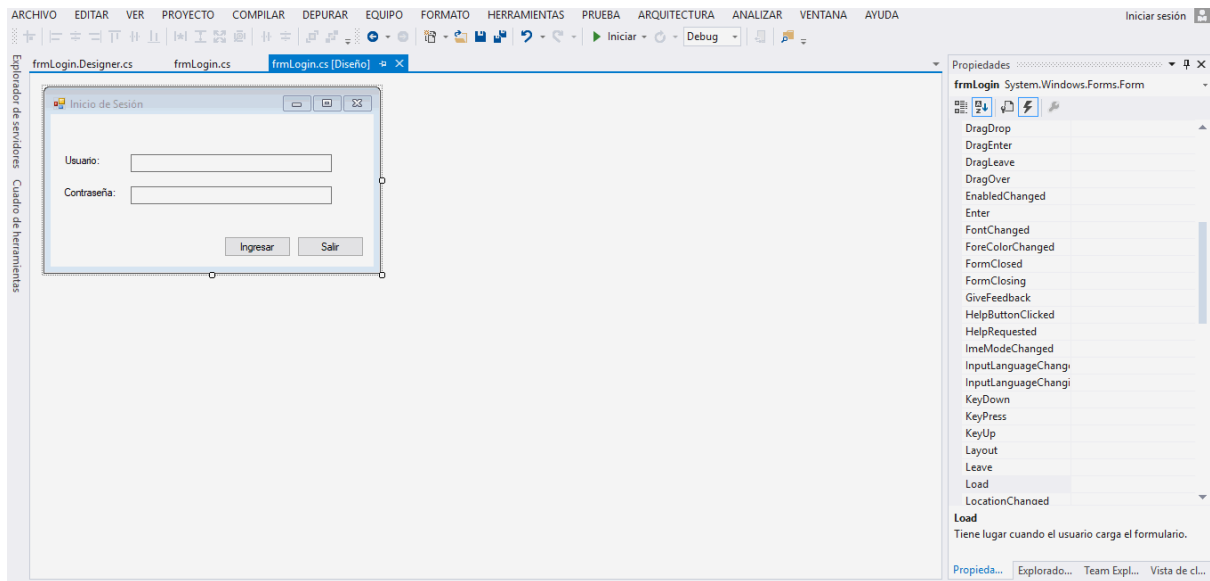 ARCHIVO EDITAR VER PROYECTO COMPILAR DEPURAR EQUIPO FORMATO HERRAMIENTAS PRUEBA ARQUITECTURA ANALIZAR VENTANA AYUDA Iniciar sesión
Iniciar Debug
Explorador de servidores
Cuadro de herramientas
frmLogin.Designer.cs frmLogin.cs frmLogin.cs [Diseño]
Inicio de Sesión
Usuario:
Contraseña:
Ingresar Salir
Propiedades
frmLogin System.Windows.Forms.Form
DragDrop
DragEnter
DragLeave
DragOver
EnabledChanged
Enter
FontChanged
ForeColorChanged
FormClosed
FormClosing
GiveFeedback
HelpButtonClicked
HelpRequested
ImeModeChanged
InputLanguageChang
InputLanguageChangi
KeyDown
KeyPress
KeyUp
Layout
Leave
Load
LocationChanged
Load
Tiene lugar cuando el usuario carga el formulario.
Propieda... Explorado... Team Expl... Vista de cl...